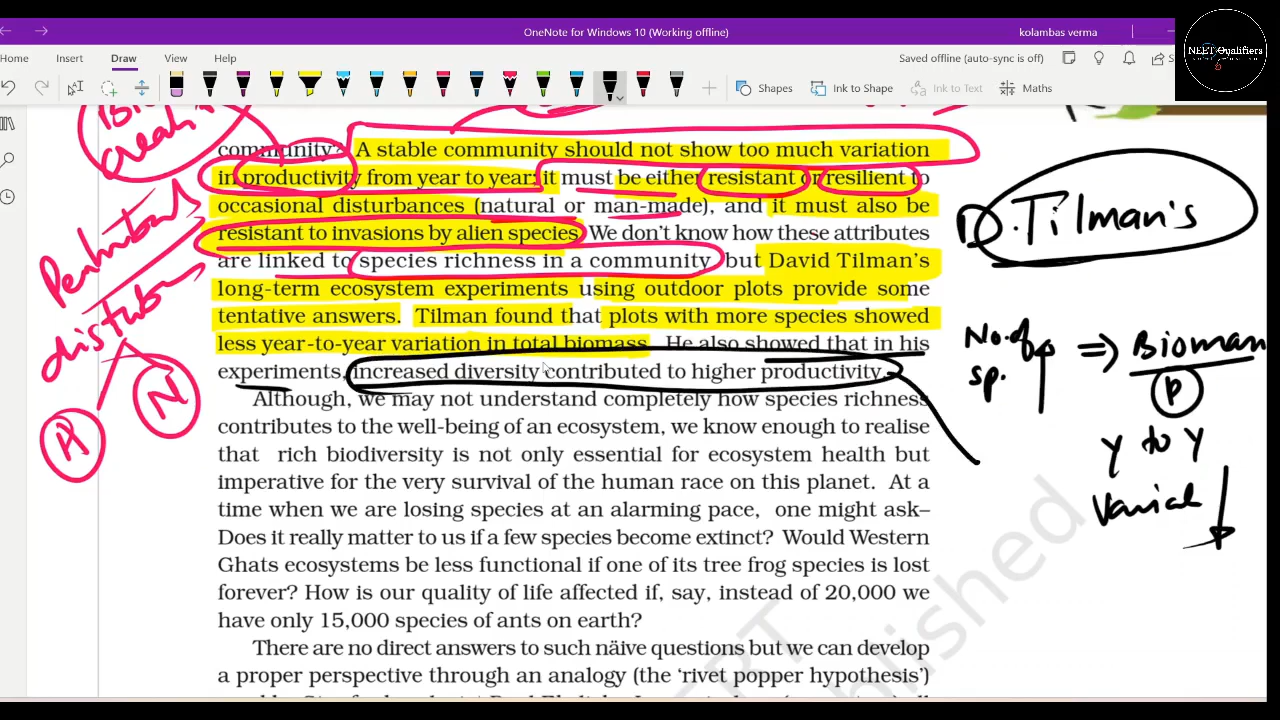 OneNote for Windows 10 (Working offline)
kolambas verma
NEET Qualifiers
Home Insert Draw View Help
Saved offline (auto-sync is off)
Shapes Ink to Shape Ink to Text Maths
community? A stable community should not show too much variation
in productivity from year to year; it must be either resistant or resilient to
occasional disturbances (natural or man-made), and it must also be
resistant to invasions by alien species. We don't know how these attributes
are linked to species richness in a community, but David Tilman's
long-term ecosystem experiments using outdoor plots provide some
tentative answers. Tilman found that plots with more species showed
less year-to-year variation in total biomass. He also showed that in his
experiments, increased diversity contributed to higher productivity.
Although, we may not understand completely how species richness
contributes to the well-being of an ecosystem, we know enough to realise
that rich biodiversity is not only essential for ecosystem health but
imperative for the very survival of the human race on this planet. At a
time when we are losing species at an alarming pace, one might ask–
Does it really matter to us if a few species become extinct? Would Western
Ghats ecosystems be less functional if one of its tree frog species is lost
forever? How is our quality of life affected if, say, instead of 20,000 we
have only 15,000 species of ants on earth?
There are no direct answers to such näive questions but we can develop
a proper perspective through an analogy (the 'rivet popper hypothesis')
D. Tilman's
No. of
sp.
⇒
P
Y to Y
N